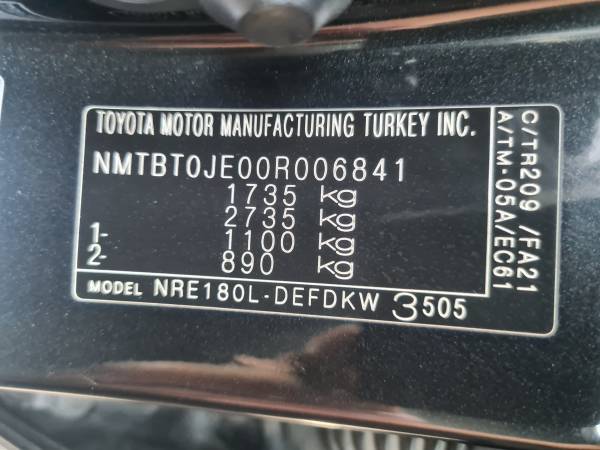 TOYOTA MOTOR MANUFACTURING TURKEY INC.
NMTBT0JE00R006841
1735 Kg
2735 Kg
1- 1100 Kg
2- 890 Kg
MODEL NRE180L-DEFDKW 3505
C/TR209 /FA21
A/TM-05A/EC61